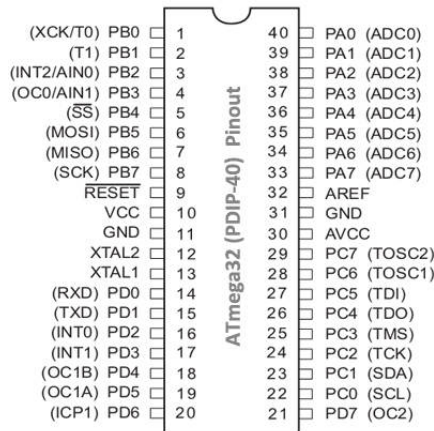 (XCK/T0) PB0 1 40 PA0 (ADC0)
(T1) PB1 2 39 PA1 (ADC1)
(INT2/AIN0) PB2 3 38 PA2 (ADC2)
(OC0/AIN1) PB3 4 37 PA3 (ADC3)
(SS) PB4 5 36 PA4 (ADC4)
(MOSI) PB5 6 35 PA5 (ADC5)
(MISO) PB6 7 34 PA6 (ADC6)
(SCK) PB7 8 33 PA7 (ADC7)
RESET 9 32 AREF
VCC 10 31 GND
GND 11 30 AVCC
XTAL2 12 29 PC7 (TOSC2)
XTAL1 13 28 PC6 (TOSC1)
(RXD) PD0 14 27 PC5 (TDI)
(TXD) PD1 15 26 PC4 (TDO)
(INT0) PD2 16 25 PC3 (TMS)
(INT1) PD3 17 24 PC2 (TCK)
(OC1B) PD4 18 23 PC1 (SDA)
(OC1A) PD5 19 22 PC0 (SCL)
(ICP1) PD6 20 21 PD7 (OC2)
ATmega32 (PDIP-40) Pinout